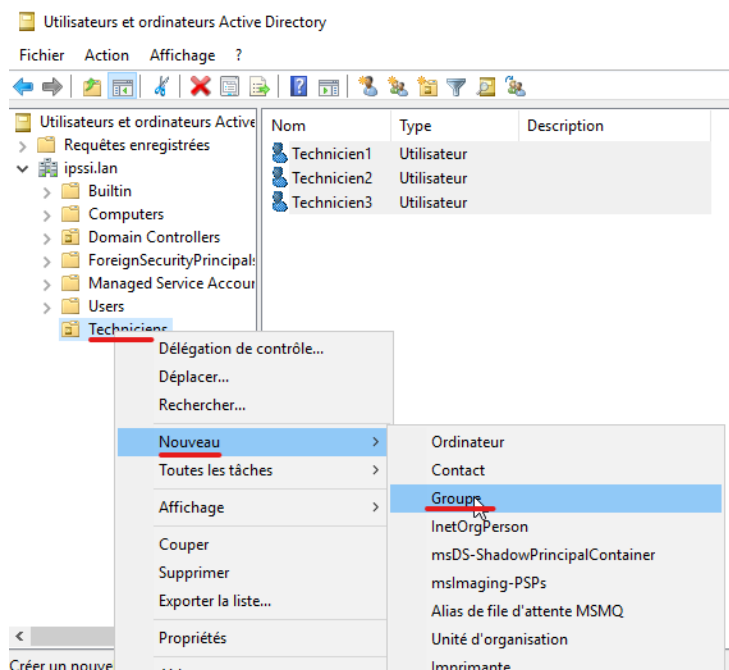 Utilisateurs et ordinateurs Active Directory
Fichier Action Affichage ?
Utilisateurs et ordinateurs Active
Requêtes enregistrées
ipssi.lan
Builtin
Computers
Domain Controllers
ForeignSecurityPrincipals
Managed Service Accour
Users
Techniciens
Nom Type Description
Technicien1 Utilisateur
Technicien2 Utilisateur
Technicien3 Utilisateur
Délégation de contrôle...
Déplacer...
Rechercher...
Nouveau
Toutes les tâches
Affichage
Couper
Supprimer
Exporter la liste...
Propriétés
Ordinateur
Contact
Groupe
InetOrgPerson
msDS-ShadowPrincipalContainer
msImaging-PSPs
Alias de file d'attente MSMQ
Unité d'organisation
Imprimante
Créer un nouve